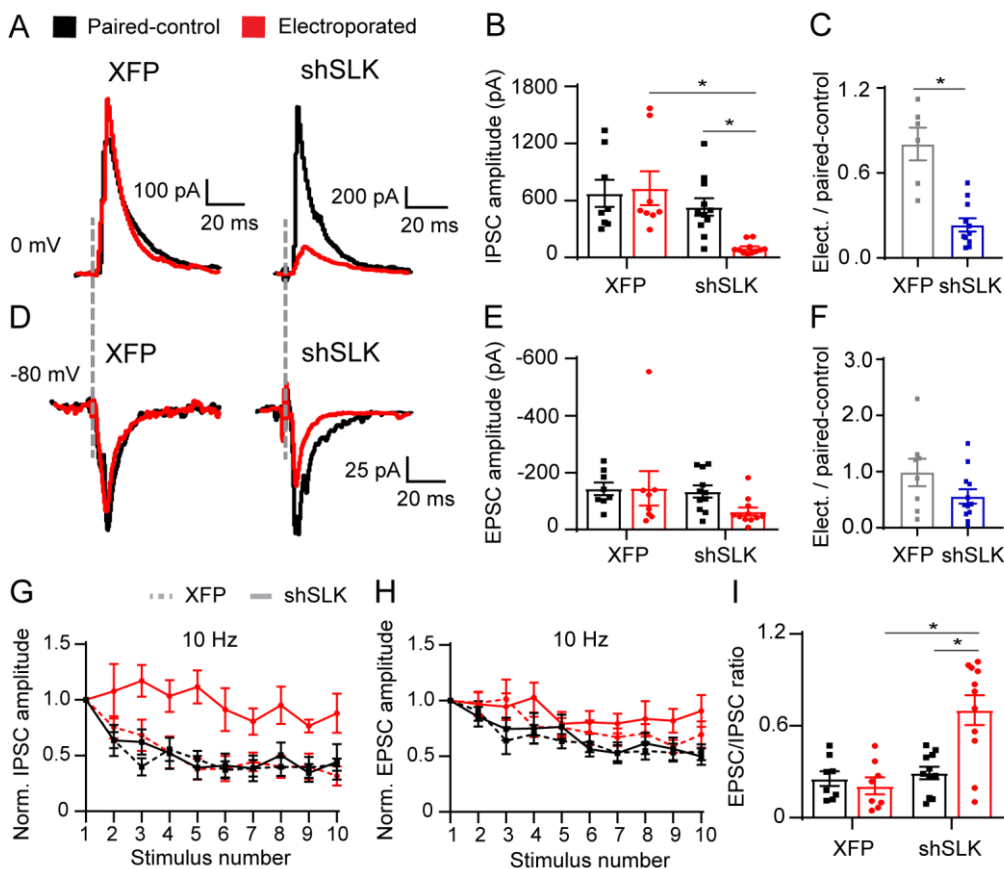 A Paired-control Electroporated
XFP shSLK
100 pA
20 ms
200 pA
20 ms
0 mV
B
IPSC amplitude (pA)
1800
1200
600
0
*
*
XFP shSLK
C
Elect. / paired-control
1.2
0.6
0.0
*
XFP shSLK
D
XFP shSLK
-80 mV
25 pA
20 ms
E
EPSC amplitude (pA)
-600
-400
-200
0
XFP shSLK
F
Elect. / paired-control
3.0
2.0
1.0
0.0
XFP shSLK
G XFP shSLK
10 Hz
Norm. IPSC amplitude
1.5
1.0
0.5
0
1 2 3 4 5 6 7 8 9 10
Stimulus number
H
10 Hz
Norm. EPSC amplitude
1.5
1.0
0.5
0
1 2 3 4 5 6 7 8 9 10
Stimulus number
I
EPSC/IPSC ratio
1.2
0.6
0.0
*
*
XFP shSLK